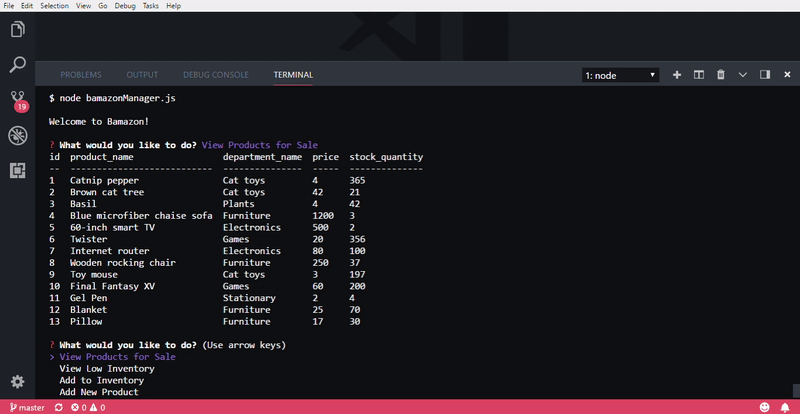 File Edit Selection View Go Debug Tasks Help
PROBLEMS OUTPUT DEBUG CONSOLE TERMINAL 1: node
19
$ node bamazonManager.js
Welcome to Bamazon!
? What would you like to do? View Products for Sale
id product_name department_name price stock_quantity
-- --------------------------- --------------- ----- --------------
1 Catnip pepper Cat toys 4 365
2 Brown cat tree Cat toys 42 21
3 Basil Plants 4 42
4 Blue microfiber chaise sofa Furniture 1200 3
5 60-inch smart TV Electronics 500 2
6 Twister Games 20 356
7 Internet router Electronics 80 100
8 Wooden rocking chair Furniture 250 37
9 Toy mouse Cat toys 3 197
10 Final Fantasy XV Games 60 200
11 Gel Pen Stationary 2 4
12 Blanket Furniture 25 70
13 Pillow Furniture 17 30
? What would you like to do? (Use arrow keys)
> View Products for Sale
View Low Inventory
Add to Inventory
Add New Product
master 0 0